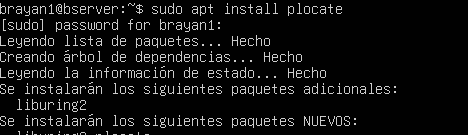 brayan1@bserver:~$ sudo apt install plocate
[sudo] password for brayan1:
Leyendo lista de paquetes... Hecho
Creando árbol de dependencias... Hecho
Leyendo la información de estado... Hecho
Se instalarán los siguientes paquetes adicionales:
  liburing2
Se instalarán los siguientes paquetes NUEVOS:
  liburing2 plocate